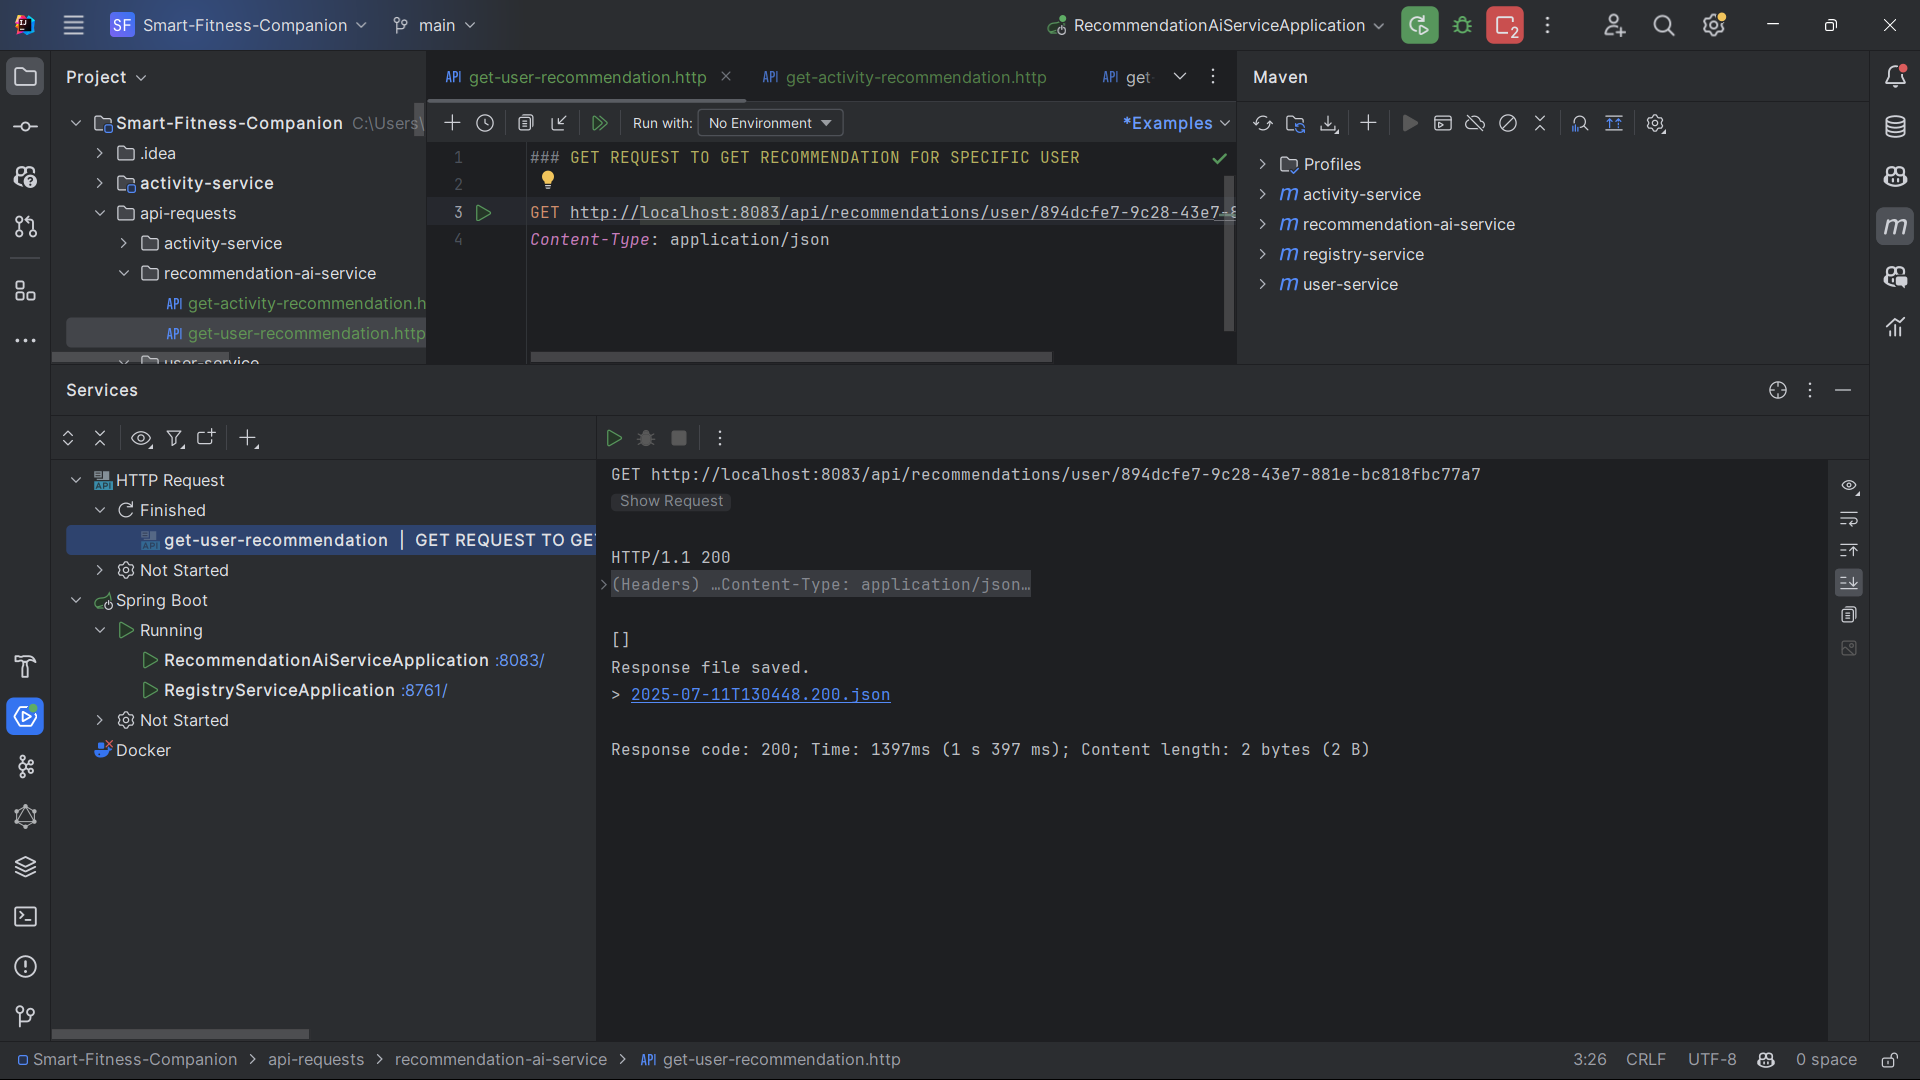 SF Smart-Fitness-Companion main RecommendationAiServiceApplication 2
Project
get-user-recommendation.http
get-activity-recommendation.http
get
Maven
Smart-Fitness-Companion C:\Users\
.idea
activity-service
api-requests
activity-service
recommendation-ai-service
API get-activity-recommendation.h
API get-user-recommendation.http
user-service
Run with: No Environment
*Examples
1 ### GET REQUEST TO GET RECOMMENDATION FOR SPECIFIC USER
2
3 GET http://localhost:8083/api/recommendations/user/894dcfe7-9c28-43e7-8
4 Content-Type: application/json
Profiles
m activity-service
m recommendation-ai-service
m registry-service
m user-service
Services
HTTP Request
Finished
get-user-recommendation | GET REQUEST TO GET
Not Started
Spring Boot
Running
RecommendationAiServiceApplication :8083/
RegistryServiceApplication :8761/
Not Started
Docker
GET http://localhost:8083/api/recommendations/user/894dcfe7-9c28-43e7-881e-bc818fbc77a7
Show Request
HTTP/1.1 200
(Headers) …Content-Type: application/json…
[]
Response file saved.
> 2025-07-11T130448.200.json
Response code: 200; Time: 1397ms (1 s 397 ms); Content length: 2 bytes (2 B)
Smart-Fitness-Companion > api-requests > recommendation-ai-service > API get-user-recommendation.http
3:26 CRLF UTF-8 0 space